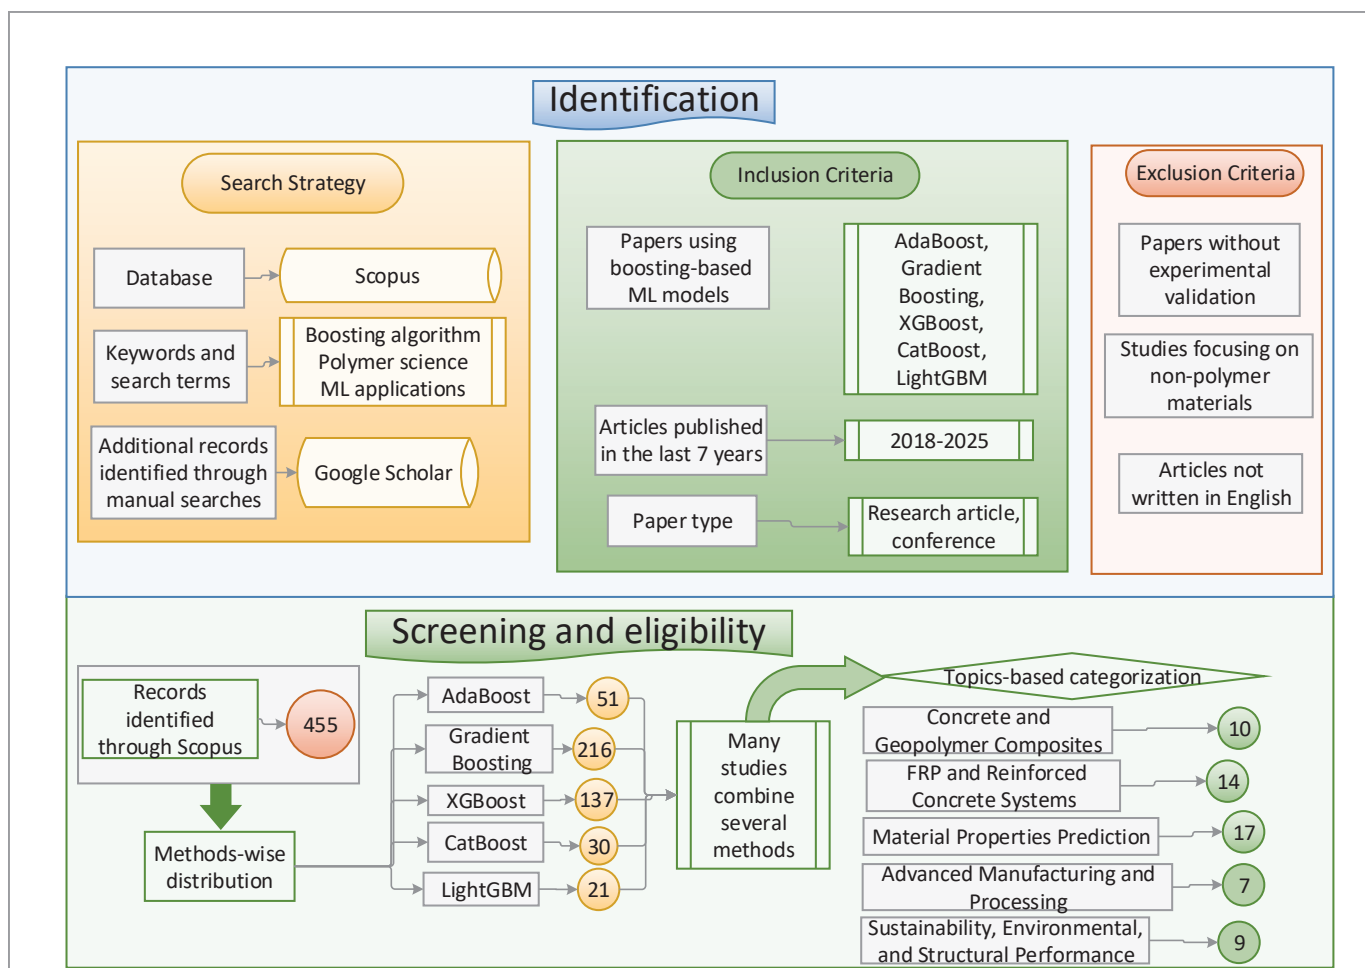 Identification
Search Strategy
Database
Scopus
Keywords and
search terms
Boosting algorithm
Polymer science
ML applications
Additional records
identified through
manual searches
Google Scholar
Inclusion Criteria
Papers using
boosting-based
ML models
AdaBoost,
Gradient
Boosting,
XGBoost,
CatBoost,
LightGBM
Articles published
in the last 7 years
2018-2025
Paper type
Research article,
conference
Exclusion Criteria
Papers without
experimental
validation
Studies focusing on
non-polymer
materials
Articles not
written in English
Screening and eligibility
Records
identified
through Scopus
455
Methods-wise
distribution
AdaBoost
51
Gradient
Boosting
216
XGBoost
137
CatBoost
30
LightGBM
21
Many
studies
combine
several
methods
Topics-based categorization
Concrete and
Geopolymer Composites
10
FRP and Reinforced
Concrete Systems
14
Material Properties Prediction
17
Advanced Manufacturing and
Processing
7
Sustainability, Environmental,
and Structural Performance
9